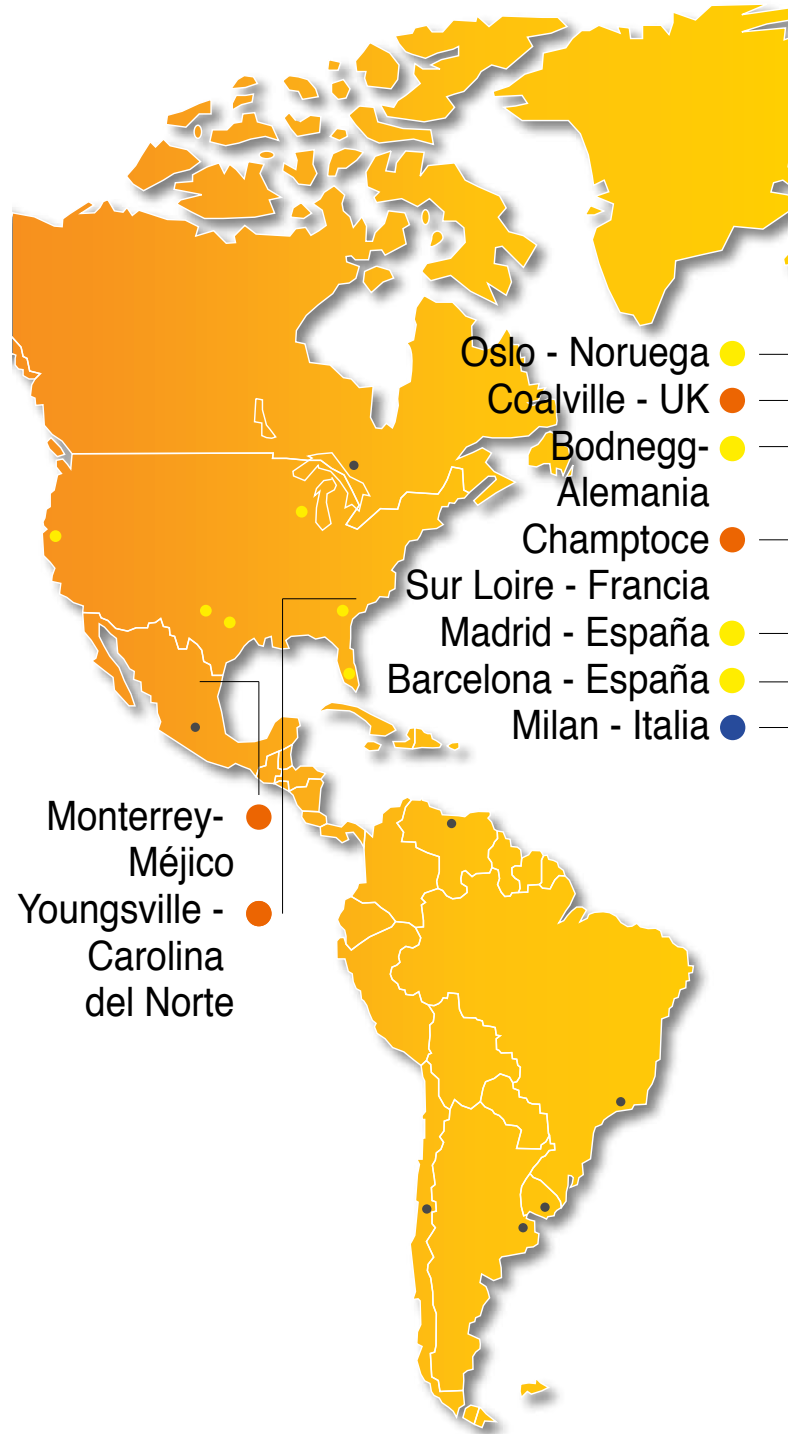 Oslo - Noruega
Coalville - UK
Bodnegg-
Alemania
Champtoce
Sur Loire - Francia
Madrid - España
Barcelona - España
Milan - Italia
Monterrey-
Méjico
Youngsville -
Carolina
del Norte